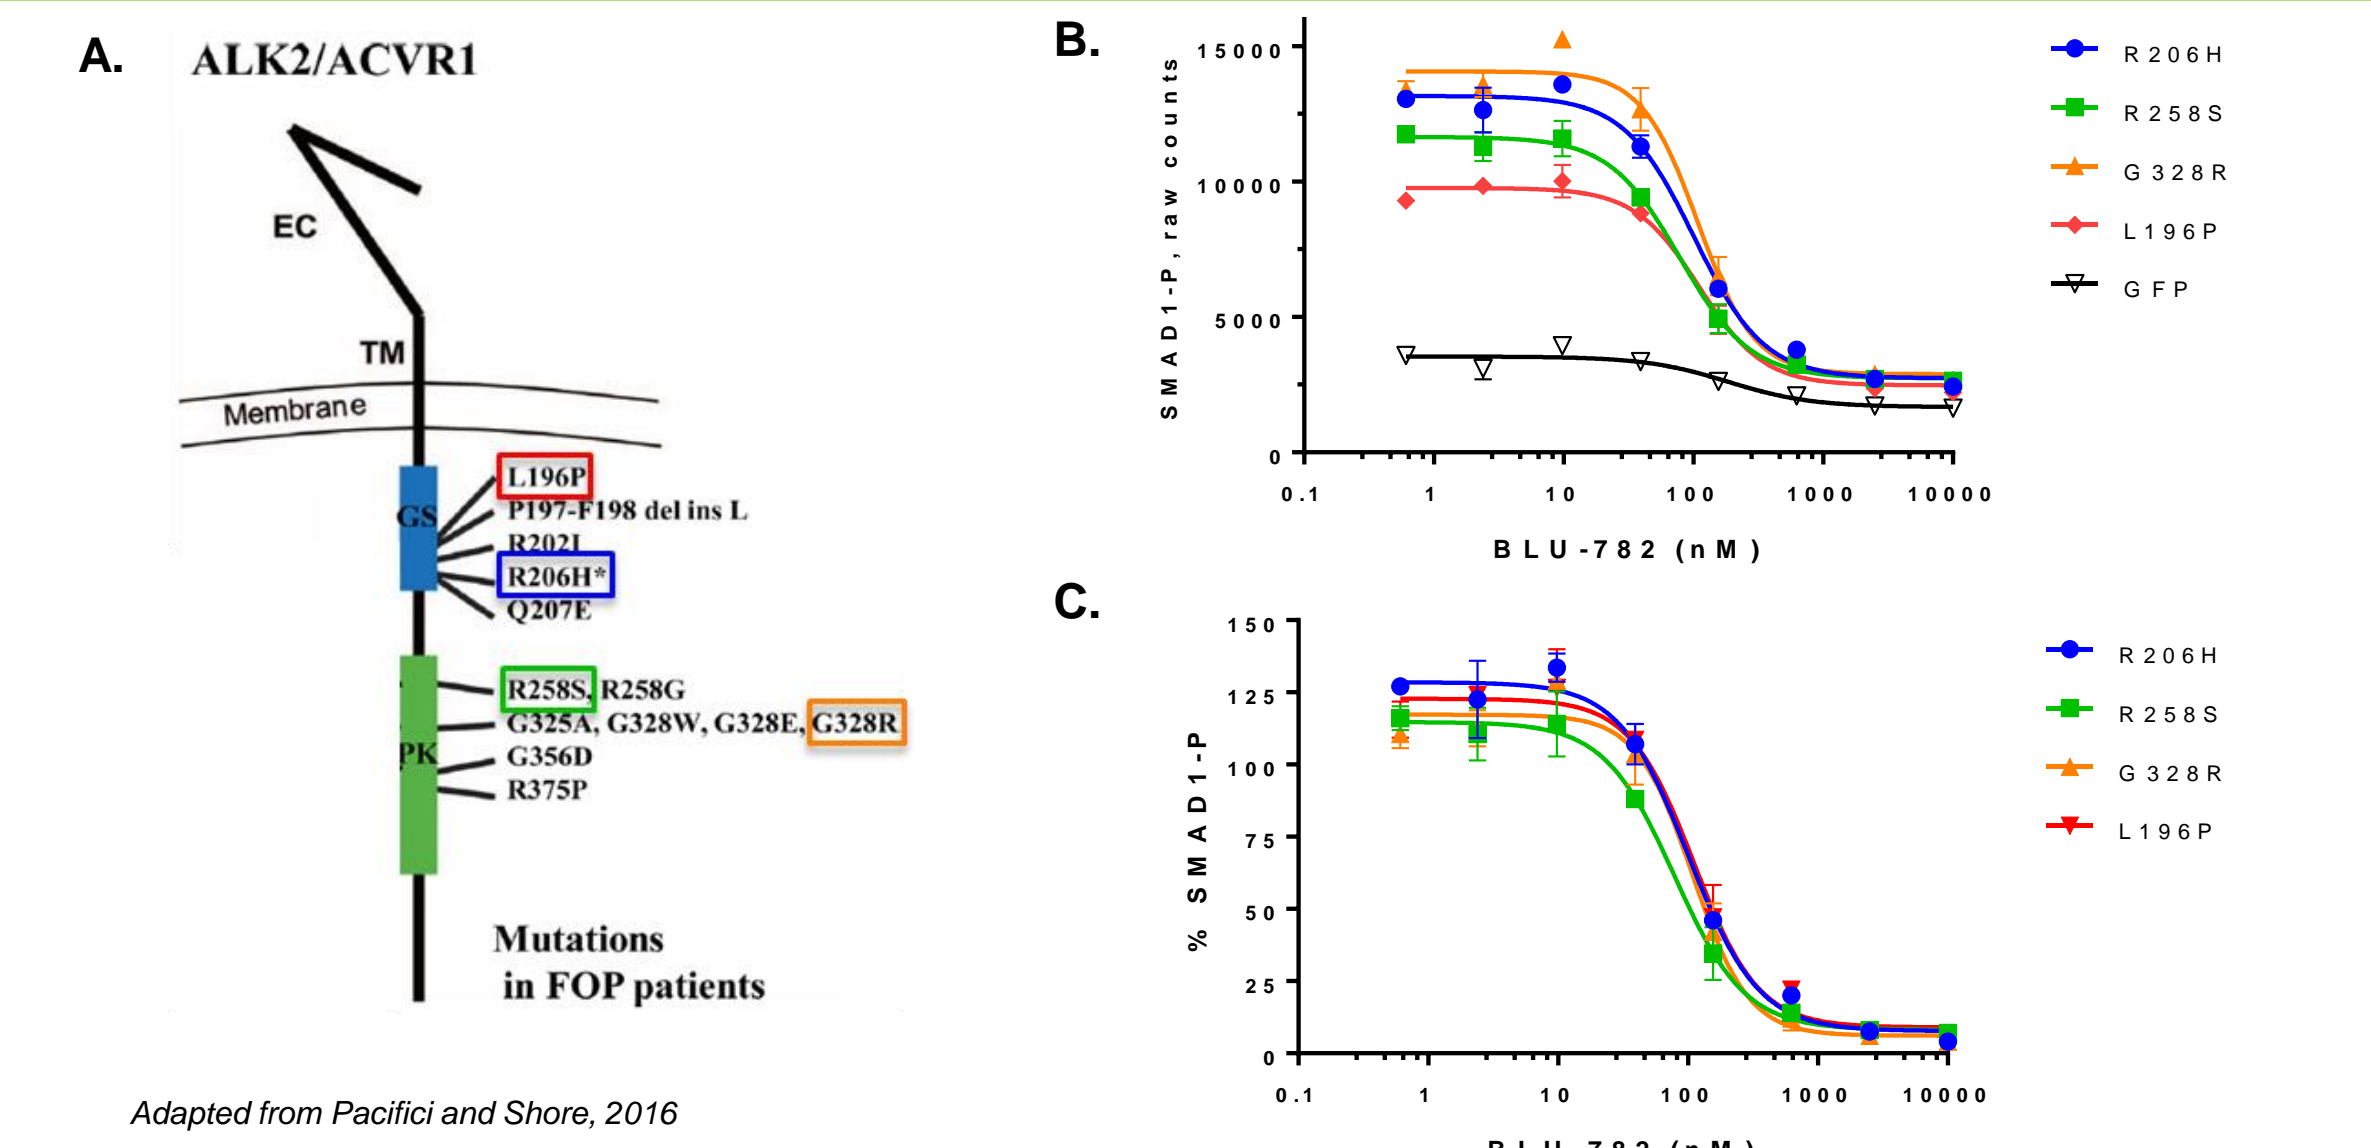 A.
ALK2/ACVR1
EC
TM
Membrane
GS
L196P
P197-F198 del ins L
R202I
R206H*
Q207E
PK
R258S, R258G
G325A, G328W, G328E, G328R
G356D
R375P
Mutations
in FOP patients
Adapted from Pacifici and Shore, 2016
B.
SMAD1-P, raw counts
15000
10000
5000
0
0.1 1 10 100 1000 10000
BLU-782 (nM)
R206H
R258S
G328R
L196P
GFP
C.
% SMAD1-P
150
125
100
75
50
25
0
0.1 1 10 100 1000 10000
BLU-782 (nM)
R206H
R258S
G328R
L196P